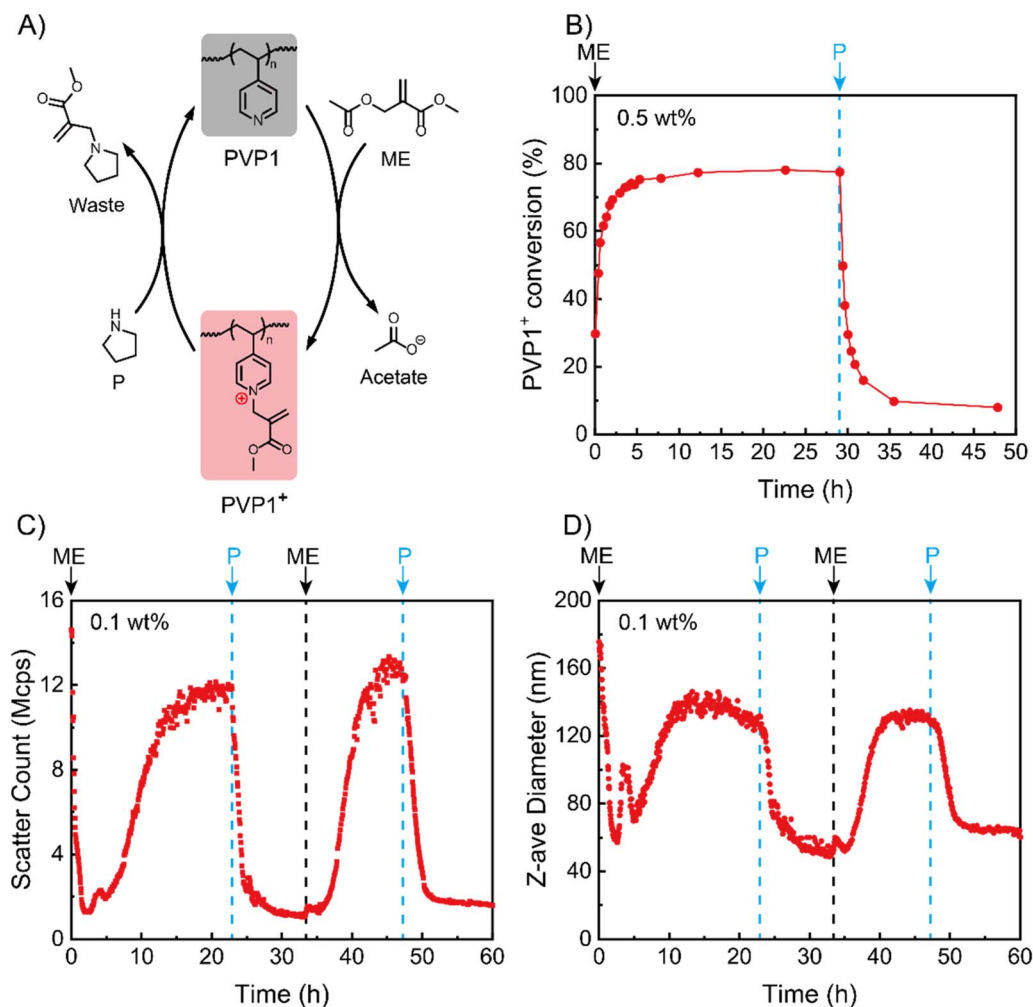 A)
n
N
PVP1
O
O
N
Waste
O
O
O
O
ME
H
N
P
n
N
⊕
O
O
PVP1⁺
O
O⊖
Acetate
B)
ME
P
0.5 wt%
PVP1⁺ conversion (%)
100
80
60
40
20
0
0 5 10 15 20 25 30 35 40 45 50
Time (h)
C)
ME P ME P
0.1 wt%
Scatter Count (Mcps)
16
12
8
4
0
0 10 20 30 40 50 60
Time (h)
D)
ME P ME P
0.1 wt%
Z-ave Diameter (nm)
200
160
120
80
40
0
0 10 20 30 40 50 60
Time (h)